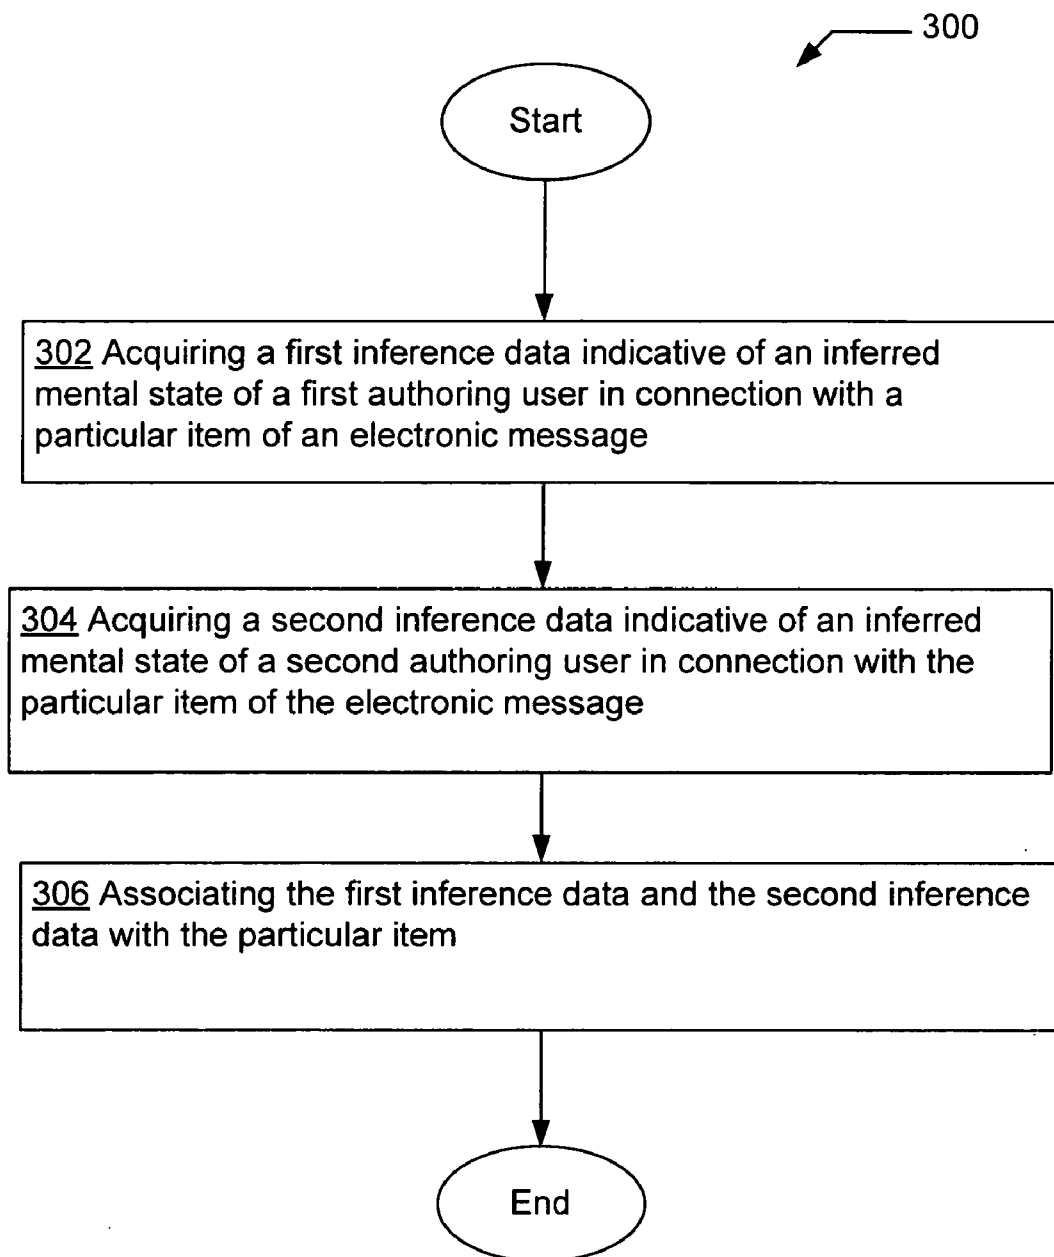 300
Start
302 Acquiring a first inference data indicative of an inferred
mental state of a first authoring user in connection with a
particular item of an electronic message
304 Acquiring a second inference data indicative of an inferred
mental state of a second authoring user in connection with the
particular item of the electronic message
306 Associating the first inference data and the second inference
data with the particular item
End